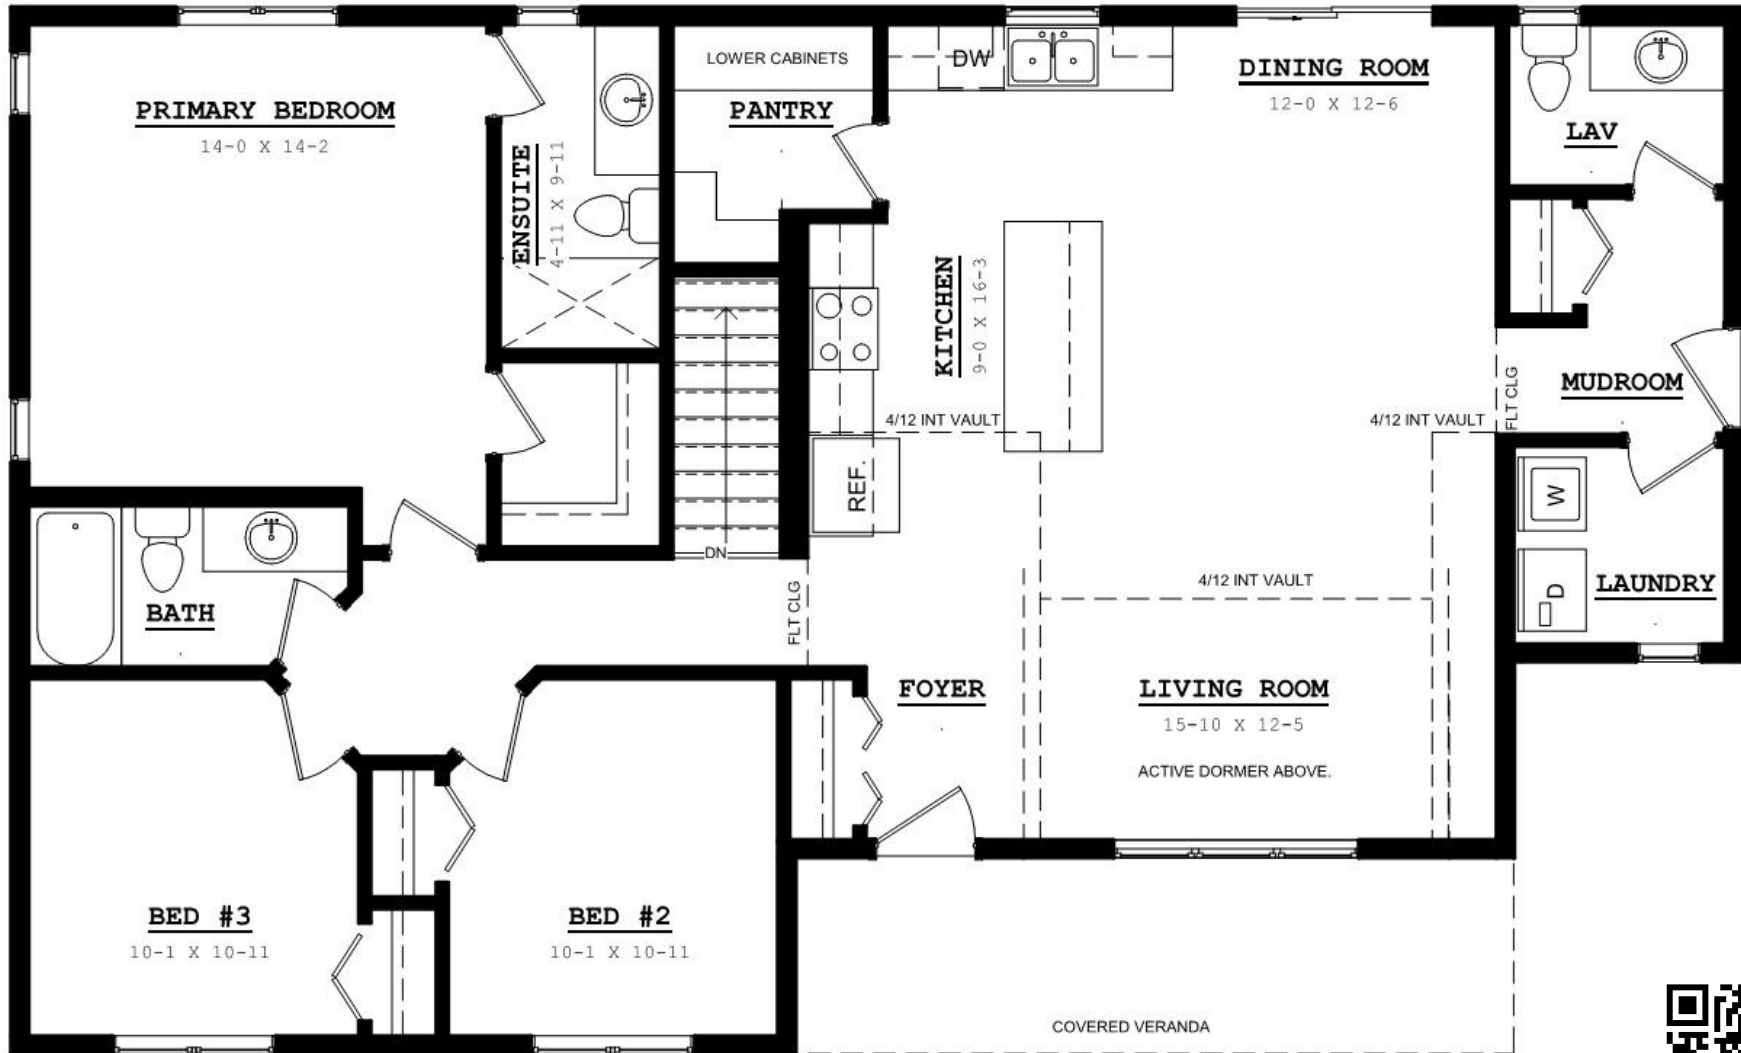 LOWER CABINETS
DW
DINING ROOM
12-0 X 12-6
PRIMARY BEDROOM
14-0 X 14-2
PANTRY
LAV
ENSUITE
4-11 X 9-11
KITCHEN
9-0 X 16-3
MUDROOM
FLT CLG
4/12 INT VAULT
4/12 INT VAULT
REF.
W
DN
D
LAUNDRY
4/12 INT VAULT
FLT CLG
BATH
FOYER
LIVING ROOM
15-10 X 12-5
ACTIVE DORMER ABOVE.
BED #3
10-1 X 10-11
BED #2
10-1 X 10-11
COVERED VERANDA